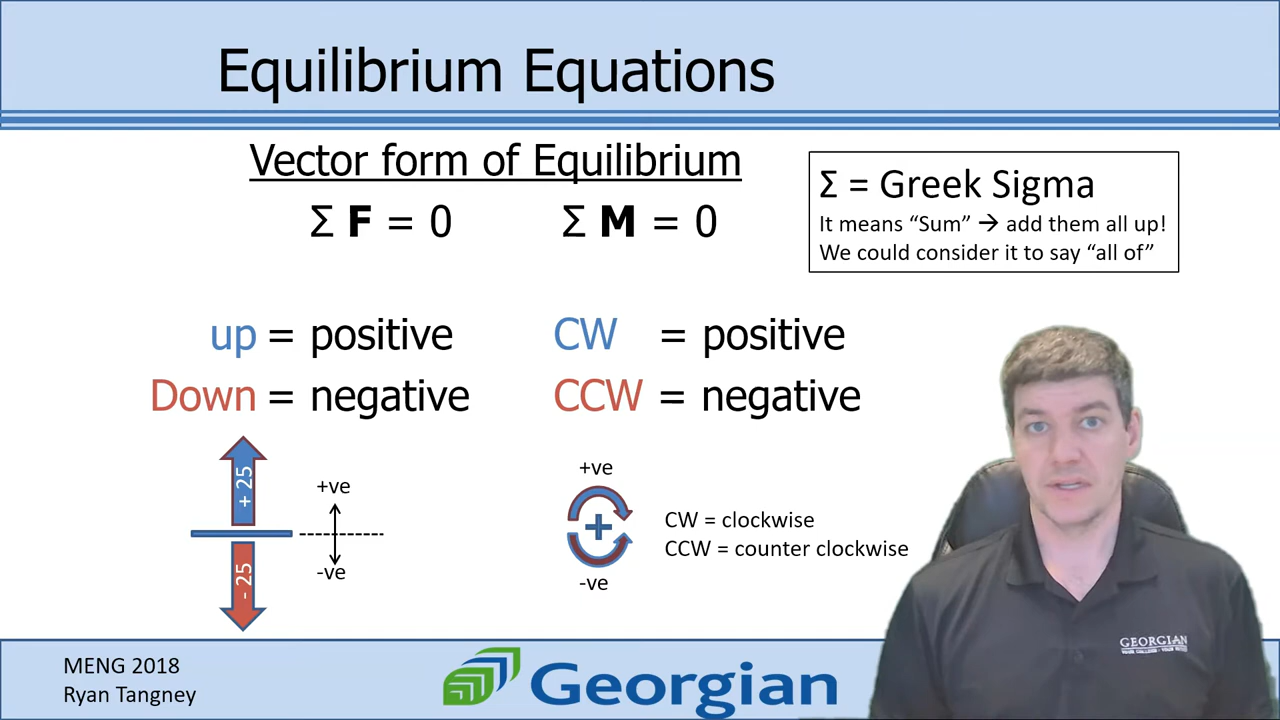 Equilibrium Equations
Vector form of Equilibrium
Σ F = 0 Σ M = 0
Σ = Greek Sigma
It means “Sum” → add them all up!
We could consider it to say “all of”
up = positive
Down = negative
CW = positive
CCW = negative
+ 25
- 25
+ve
-ve
+ve
-ve
CW = clockwise
CCW = counter clockwise
MENG 2018
Ryan Tangney
Georgian
GEORGIAN